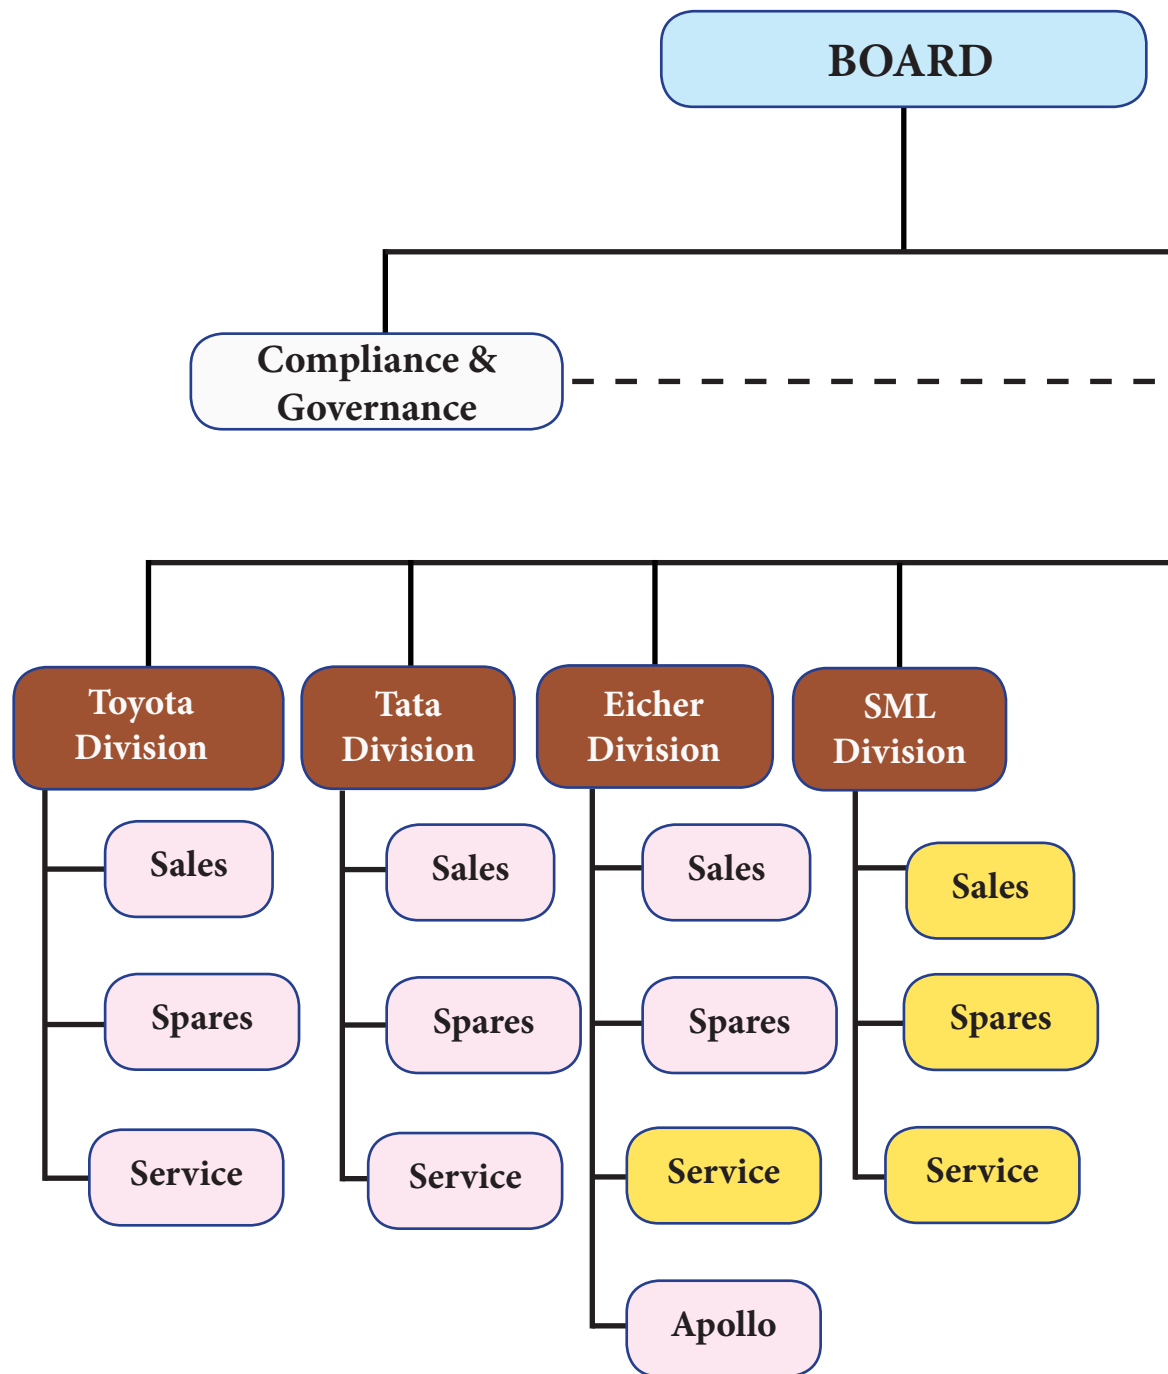 BOARD
Compliance &
Governance
Toyota
Division
Tata
Division
Eicher
Division
SML
Division
Sales
Sales
Sales
Sales
Spares
Spares
Spares
Spares
Service
Service
Service
Service
Apollo